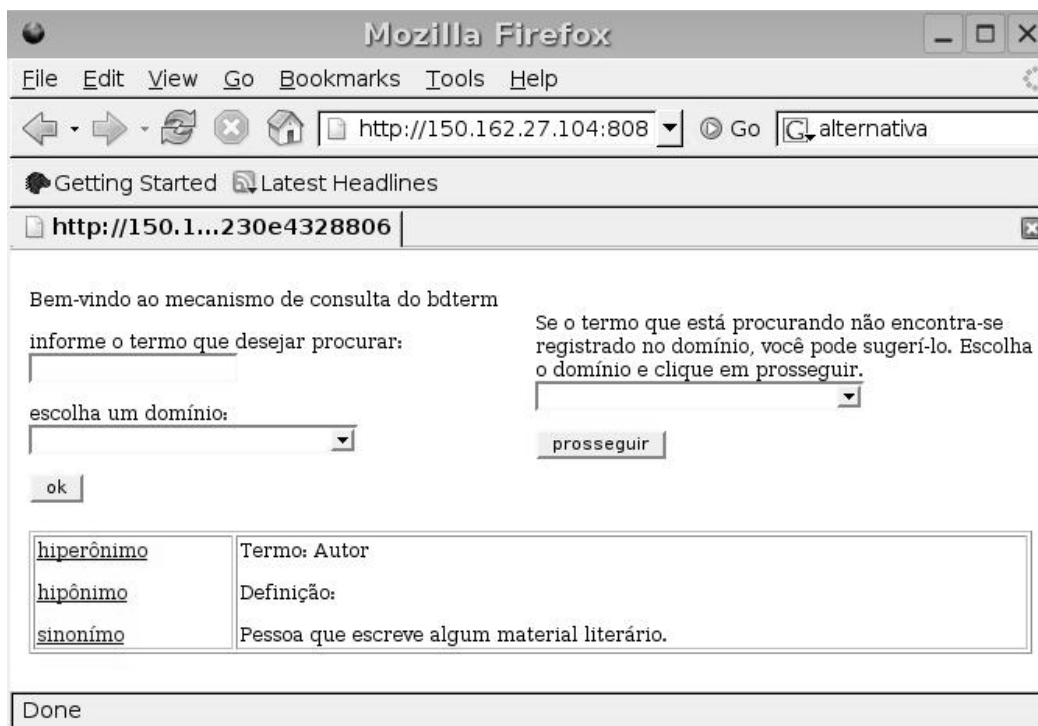 Mozilla Firefox
File Edit View Go Bookmarks Tools Help
http://150.162.27.104:808 Go G alternativa
Getting Started Latest Headlines
http://150.1...230e4328806
Bem-vindo ao mecanismo de consulta do bdterm
informe o termo que desejar procurar:
escolha um domínio:
ok
Se o termo que está procurando não encontra-se
registrado no domínio, você pode sugerí-lo. Escolha
o domínio e clique em prosseguir.
prosseguir
hiperônimo
hipônimo
sinonímo
Termo: Autor
Definição:
Pessoa que escreve algum material literário.
Done